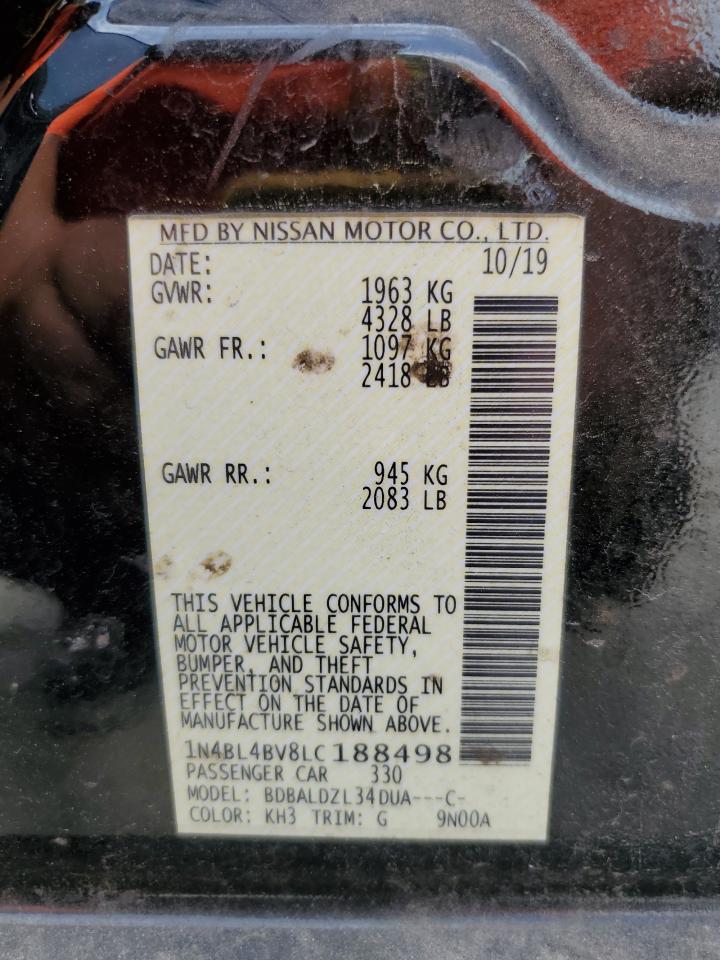 MFD BY NISSAN MOTOR CO., LTD.
DATE: 10/19
GVWR: 1963 KG
4328 LB
GAWR FR.: 1097 KG
2418 LB
GAWR RR.: 945 KG
2083 LB
THIS VEHICLE CONFORMS TO
ALL APPLICABLE FEDERAL
MOTOR VEHICLE SAFETY,
BUMPER, AND THEFT
PREVENTION STANDARDS IN
EFFECT ON THE DATE OF
MANUFACTURE SHOWN ABOVE.
1N4BL4BV8LC188498
PASSENGER CAR 330
MODEL: BDBALDZL34DUA---C-
COLOR: KH3 TRIM: G 9N00A